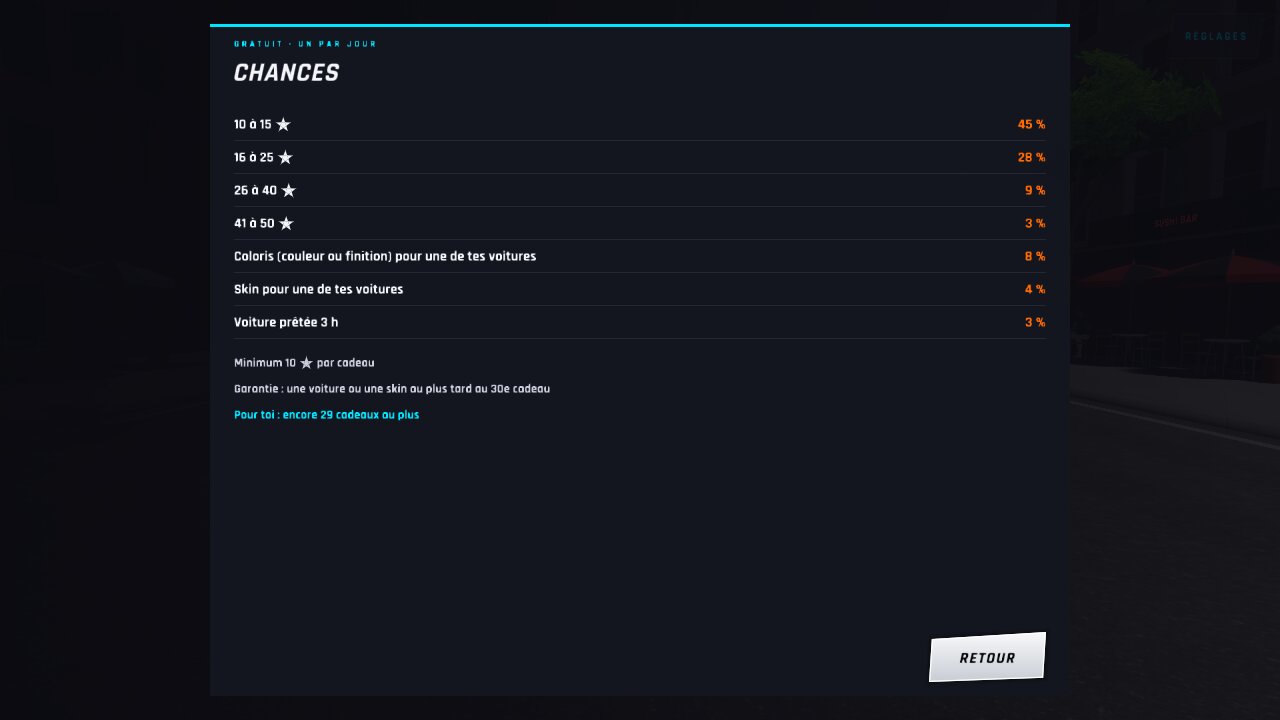 GRATUIT · UN PAR JOUR
RÉGLAGES
CHANCES
10 à 15 ★ 45 %
16 à 25 ★ 28 %
26 à 40 ★ 9 %
41 à 50 ★ 3 %
SUSHI BAR
Coloris (couleur ou finition) pour une de tes voitures 8 %
Skin pour une de tes voitures 4 %
Voiture prêtée 3 h 3 %
Minimum 10 ★ par cadeau
Garantie : une voiture ou une skin au plus tard au 30e cadeau
Pour toi : encore 29 cadeaux au plus
RETOUR